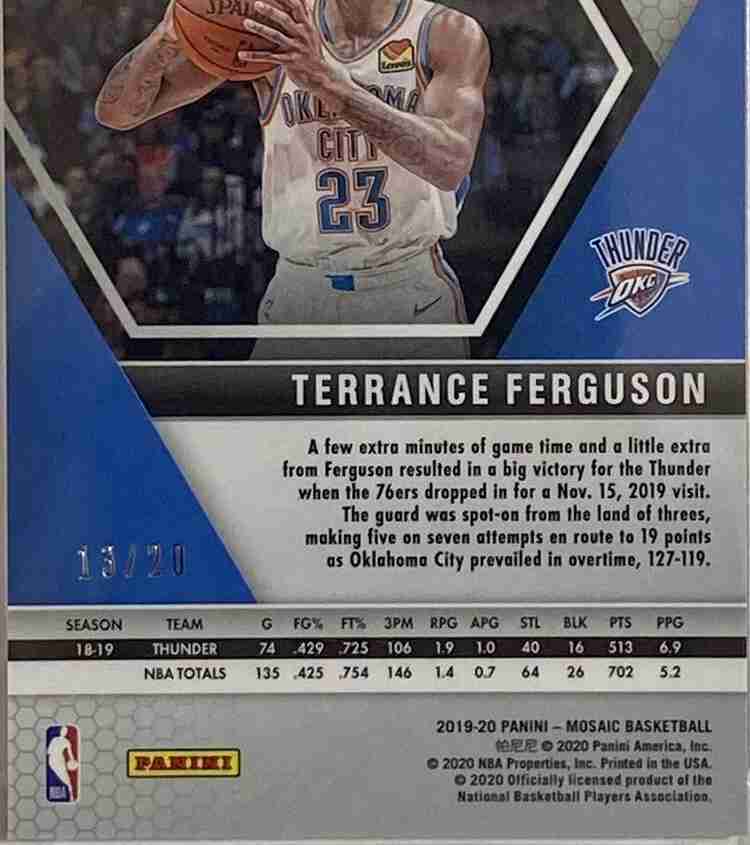 SPAL
Loves
OKLAHOMA
CITY
23
THUNDER
OKC
TERRANCE FERGUSON
A few extra minutes of game time and a little extra
from Ferguson resulted in a big victory for the Thunder
when the 76ers dropped in for a Nov. 15, 2019 visit.
The guard was spot-on from the land of threes,
making five on seven attempts en route to 19 points
as Oklahoma City prevailed in overtime, 127-119.
13/20
SEASON TEAM G FG% FT% 3PM RPG APG STL BLK PTS PPG
18-19 THUNDER 74 .429 .725 106 1.9 1.0 40 16 513 6.9
NBA TOTALS 135 .425 .754 146 1.4 0.7 64 26 702 5.2
2019-20 PANINI – MOSAIC BASKETBALL
帕尼尼 © 2020 Panini America, Inc.
© 2020 NBA Properties, Inc. Printed in the USA.
© 2020 Officially licensed product of the
National Basketball Players Association.
NBA
PANINI